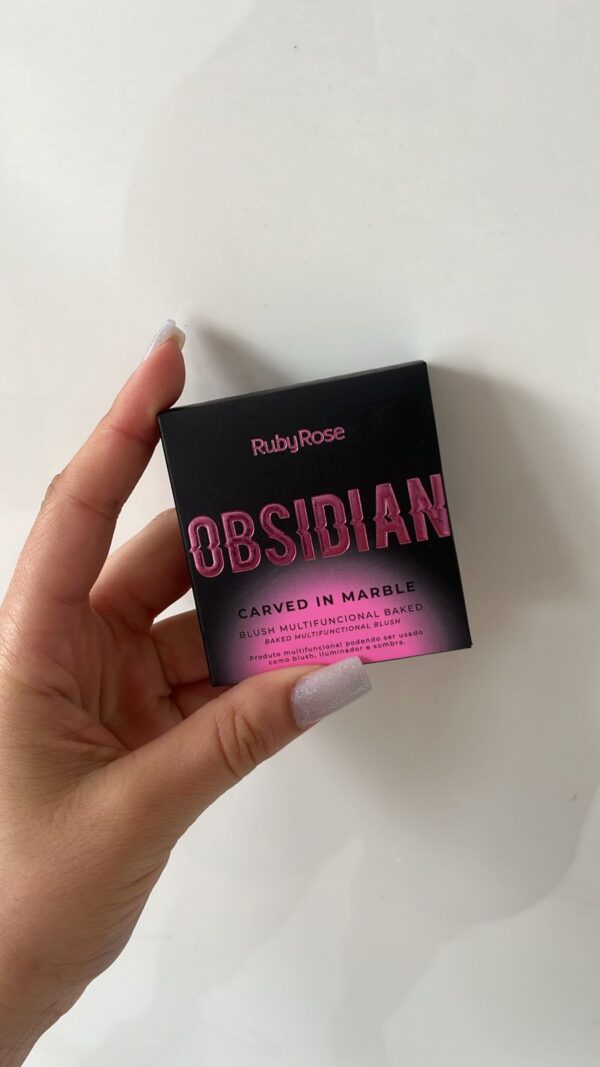 RubyRose
OBSIDIAN
CARVED IN MARBLE
BLUSH MULTIFUNCIONAL BAKED
BAKED MULTIFUNCTIONAL BLUSH
Produto multifuncional podendo ser usado
como blush, iluminador e sombra.